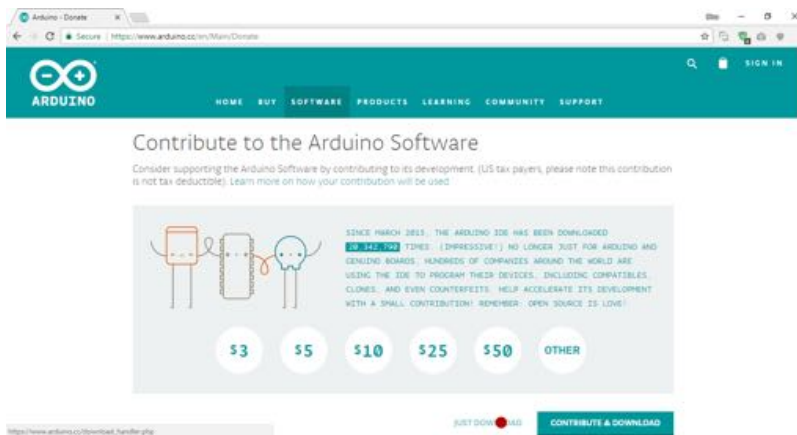 Arduino - Donate
Secure https://www.arduino.cc/en/Main/Donate
SIGN IN
ARDUINO
HOME BUY SOFTWARE PRODUCTS LEARNING COMMUNITY SUPPORT
Contribute to the Arduino Software
Consider supporting the Arduino Software by contributing to its development. (US tax payers, please note this contribution
is not tax deductible). Learn more on how your contribution will be used.
SINCE MARCH 2015, THE ARDUINO IDE HAS BEEN DOWNLOADED
TIMES. (IMPRESSIVE!) NO LONGER JUST FOR ARDUINO AND
GENUINO BOARDS, HUNDREDS OF COMPANIES AROUND THE WORLD ARE
USING THE IDE TO PROGRAM THEIR DEVICES, INCLUDING COMPATIBLES,
CLONES, AND EVEN COUNTERFEITS. HELP ACCELERATE ITS DEVELOPMENT
WITH A SMALL CONTRIBUTION! REMEMBER: OPEN SOURCE IS LOVE!
$3 $5 $10 $25 $50 OTHER
JUST CONTRIBUTE & DOWNLOAD
https://www.arduino.cc/download_handler.php